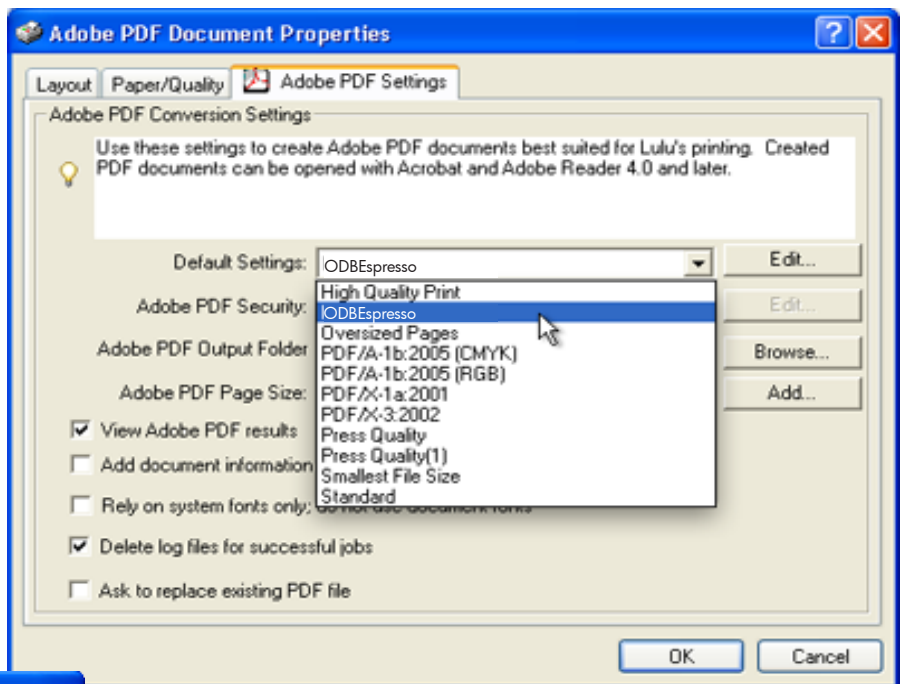 Adobe PDF Document Properties
Layout
Paper/Quality
Adobe PDF Settings
Adobe PDF Conversion Settings
Use these settings to create Adobe PDF documents best suited for Lulu's printing. Created
PDF documents can be opened with Acrobat and Adobe Reader 4.0 and later.
Default Settings:
ODBEspresso
Edit...
High Quality Print
Adobe PDF Security:
ODBEspresso
Edit...
Oversized Pages
Adobe PDF Output Folder
PDF/A-1b:2005 (CMYK)
Browse...
PDF/A-1b:2005 (RGB)
Adobe PDF Page Size:
PDF/X-1a:2001
Add...
PDF/X-3:2002
View Adobe PDF results
Press Quality
Press Quality(1)
Add document information
Smallest File Size
Standard
Rely on system fonts only; do not use document fonts
Delete log files for successful jobs
Ask to replace existing PDF file
OK
Cancel